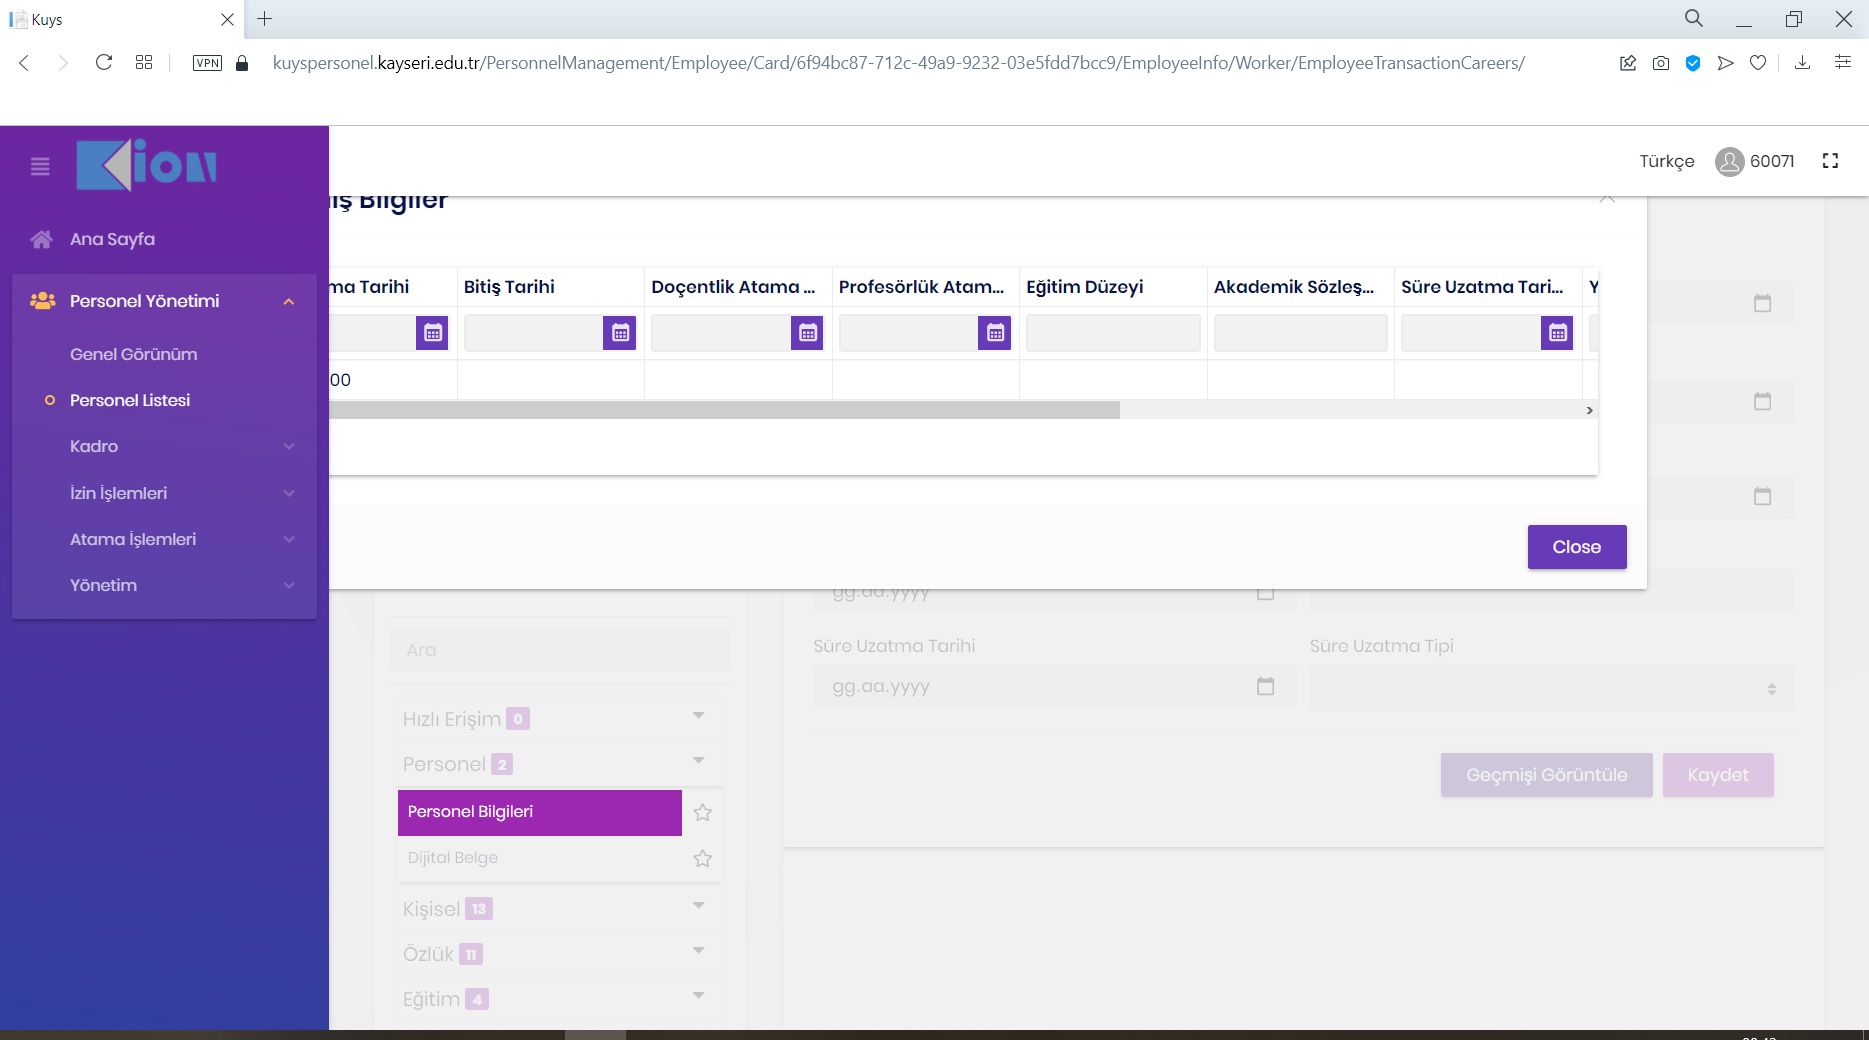 Kuys
VPN
kuyspersonel.kayseri.edu.tr/PersonnelManagement/Employee/Card/6f94bc87-712c-49a9-9232-03e5fdd7bcc9/EmployeeInfo/Worker/EmployeeTransactionCareers/
Kion
Türkçe
60071
Ana Sayfa
Personel Yönetimi
Genel Görünüm
Personel Listesi
Kadro
İzin İşlemleri
Atama İşlemleri
Yönetim
iş Bilgiler
ma Tarihi
Bitiş Tarihi
Doçentlik Atama ...
Profesörlük Atam...
Eğitim Düzeyi
Akademik Sözleş...
Süre Uzatma Tari...
Y
00
Close
gg.aa.yyyy
Ara
Hızlı Erişim 0
Personel 2
Personel Bilgileri
Dijital Belge
Kişisel 13
Özlük 11
Eğitim 4
Süre Uzatma Tarihi
Süre Uzatma Tipi
gg.aa.yyyy
Geçmişi Görüntüle
Kaydet